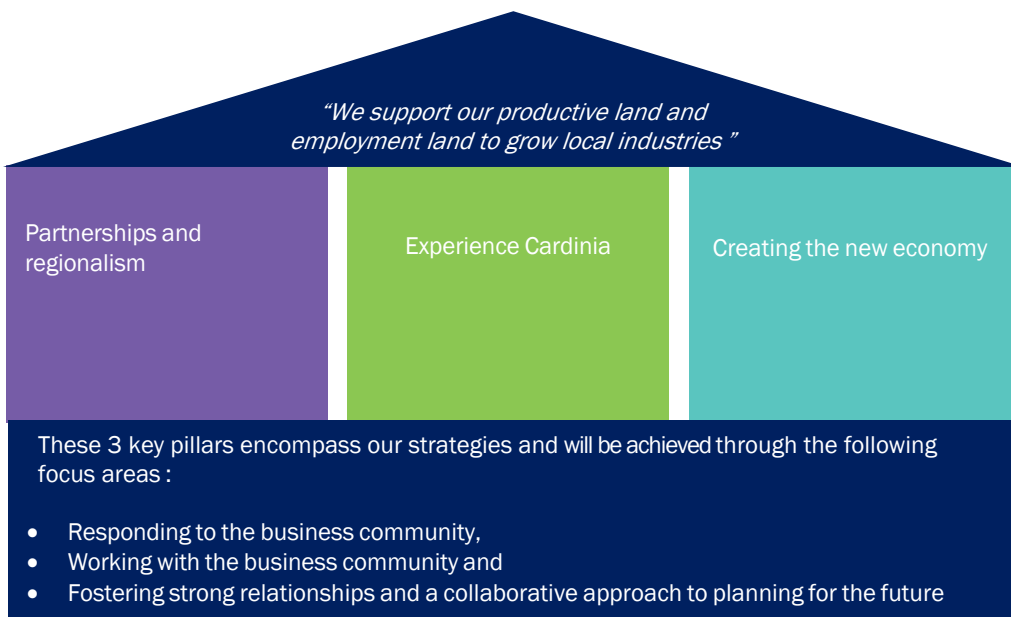 “We support our productive land and
employment land to grow local industries ”
Partnerships and
regionalism
Experience Cardinia
Creating the new economy
These 3 key pillars encompass our strategies and will be achieved through the following
focus areas :
• Responding to the business community,
• Working with the business community and
• Fostering strong relationships and a collaborative approach to planning for the future